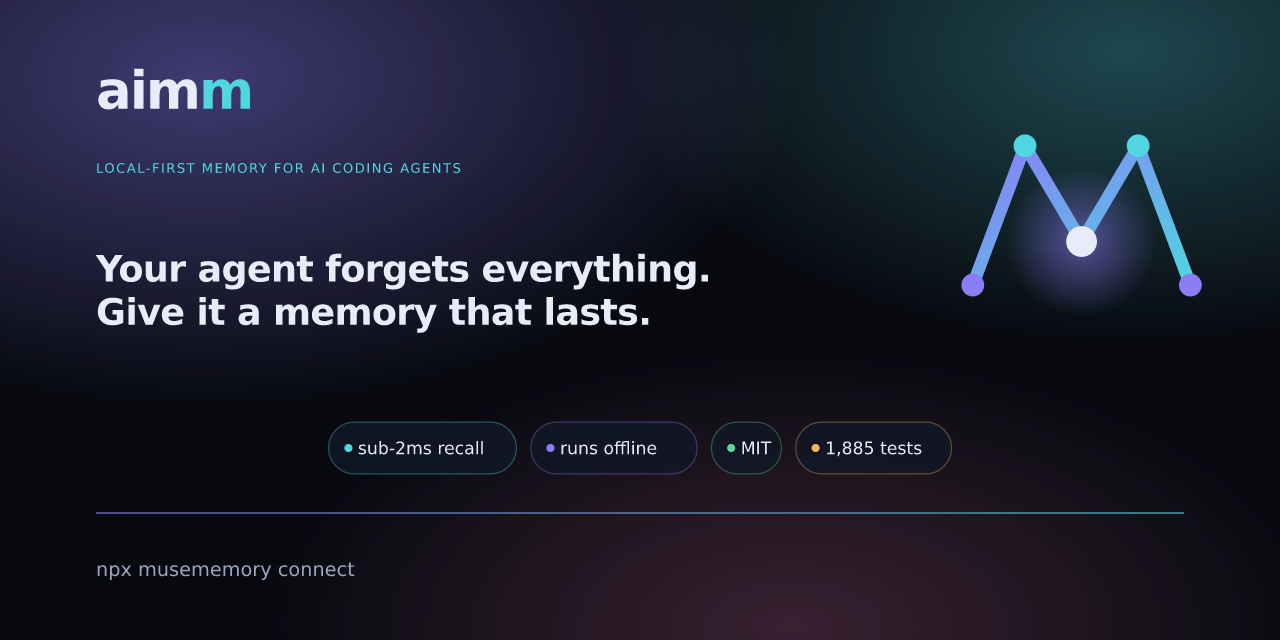 aimm
LOCAL-FIRST MEMORY FOR AI CODING AGENTS
Your agent forgets everything.
Give it a memory that lasts.
sub-2ms recall
runs offline
MIT
1,885 tests
npx musememory connect